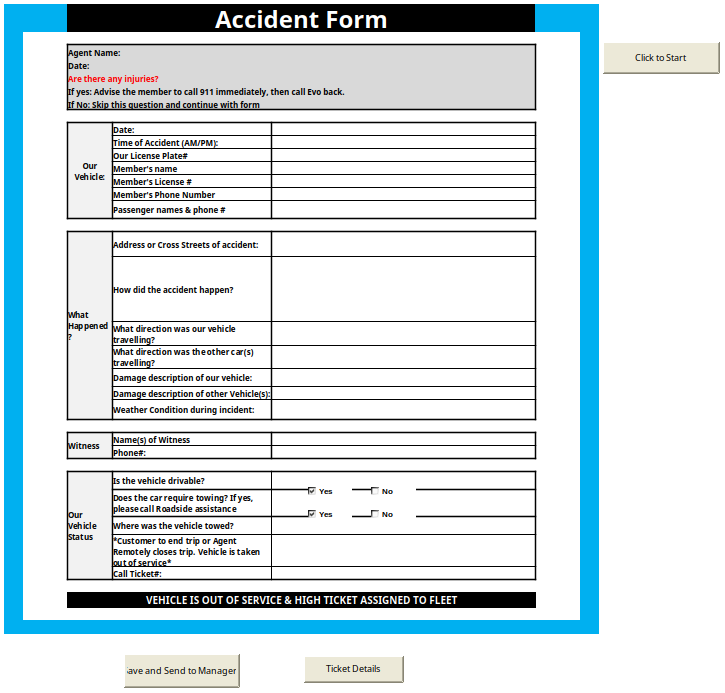 Accident Form
Click to Start
Agent Name:
Date:
Are there any injuries?
If yes: Advise the member to call 911 immediately, then call Evo back.
If No: Skip this question and continue with form
Our
Vehicle:
Date:
Time of Accident (AM/PM):
Our License Plate#
Member's name
Member's License #
Member's Phone Number
Passenger names & phone #
What
Happened
?
Address or Cross Streets of accident:
How did the accident happen?
What direction was our vehicle
travelling?
What direction was the other car(s)
travelling?
Damage description of our vehicle:
Damage description of other Vehicle(s):
Weather Condition during incident:
Witness
Name(s) of Witness
Phone#:
Our
Vehicle
Status
Is the vehicle drivable?
Yes No
Does the car require towing? If yes,
please call Roadside assistance
Yes No
Where was the vehicle towed?
*Customer to end trip or Agent
Remotely closes trip. Vehicle is taken
out of service*
Call Ticket#:
VEHICLE IS OUT OF SERVICE & HIGH TICKET ASSIGNED TO FLEET
ave and Send to Manager
Ticket Details